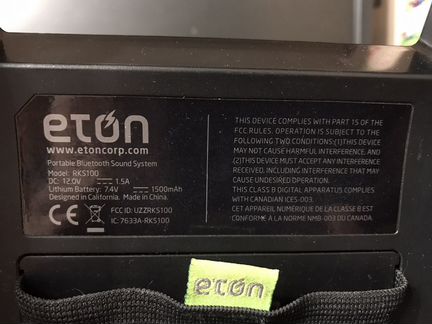 etón
www.etoncorp.com
Portable Bluetooth Sound System
Model: RKS100
DC: 12.0V 1.5A
Lithium Battery: 7.4V 1500mAh
Designed in California. Made in China.
CE
FCC ID: UZZRKS100
IC: 7633A-RKS100
THIS DEVICE COMPLIES WITH PART 15 OF THE
FCC RULES. OPERATION IS SUBJECT TO THE
FOLLOWING TWO CONDITIONS:(1)THIS DEVICE
MAY NOT CAUSE HARMFUL INTERFERENCE, AND
(2)THIS DEVICE MUST ACCEPT ANY INTERFERENCE
RECEIVED, INCLUDING INTERFERENCE THAT MAY
CAUSE UNDESIRED OPERATION.
THIS CLASS B DIGITAL APPARATUS COMPLIES
WITH CANADIAN ICES-003.
CET APPAREIL NUMERIQUE DE LA CLASSE B EST
CONFORME A LA NORME NMB-003 DU CANADA.
etón